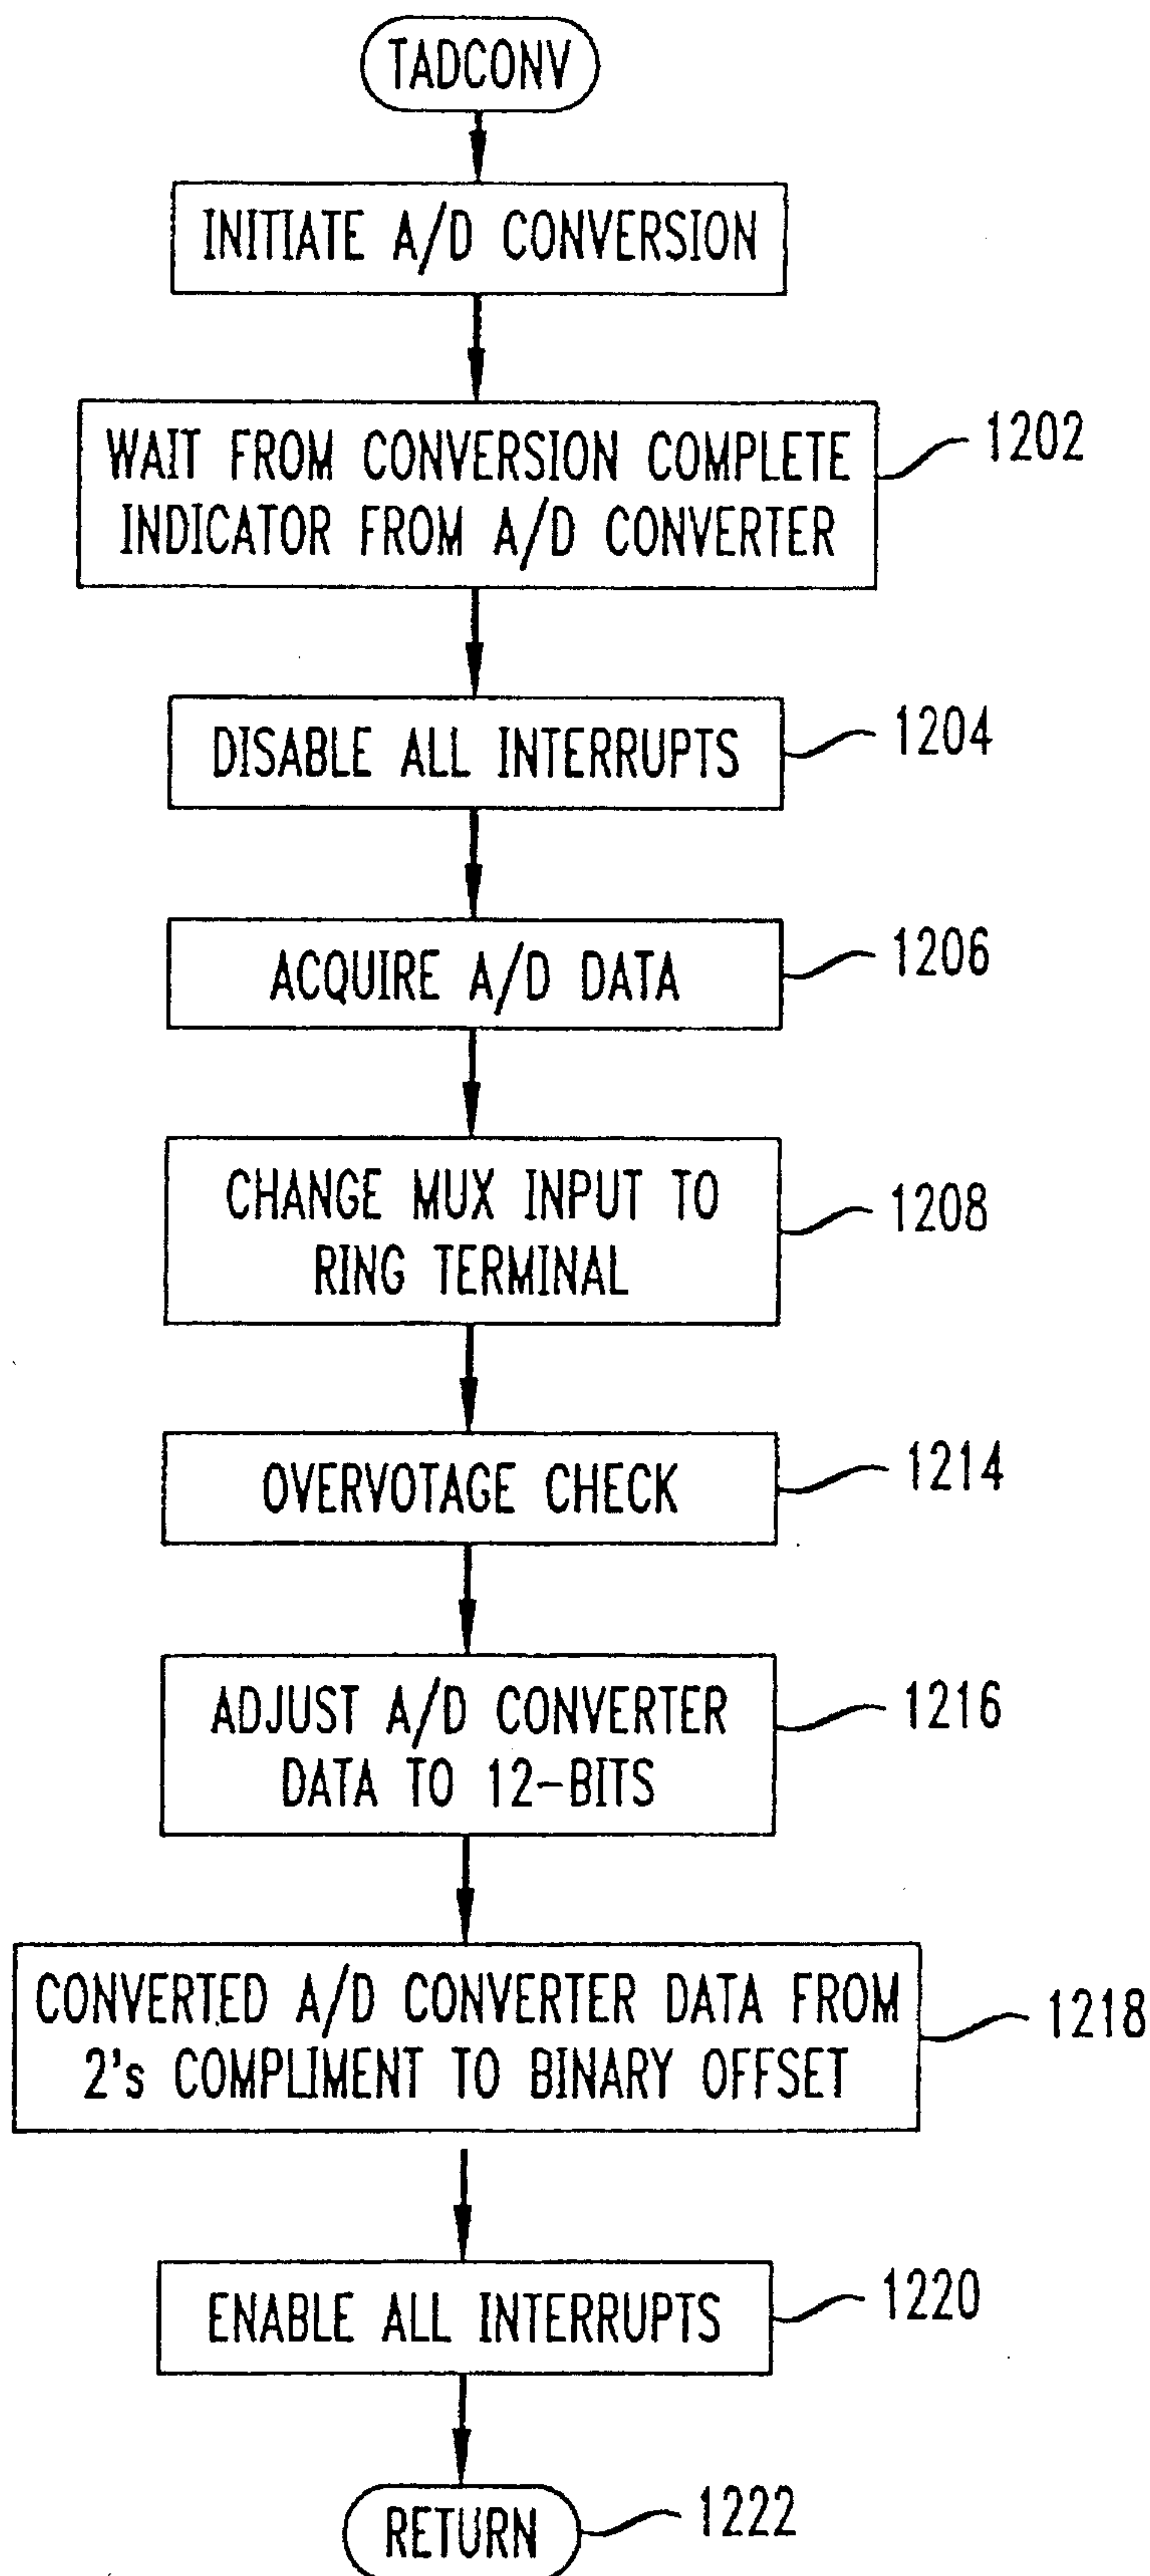 TADCONV
INITIATE A/D CONVERSION
WAIT FROM CONVERSION COMPLETE
INDICATOR FROM A/D CONVERTER
1202
DISABLE ALL INTERRUPTS
1204
ACQUIRE A/D DATA
1206
CHANGE MUX INPUT TO
RING TERMINAL
1208
OVERVOTAGE CHECK
1214
ADJUST A/D CONVERTER
DATA TO 12-BITS
1216
CONVERTED A/D CONVERTER DATA FROM
2's COMPLIMENT TO BINARY OFFSET
1218
ENABLE ALL INTERRUPTS
1220
RETURN
1222